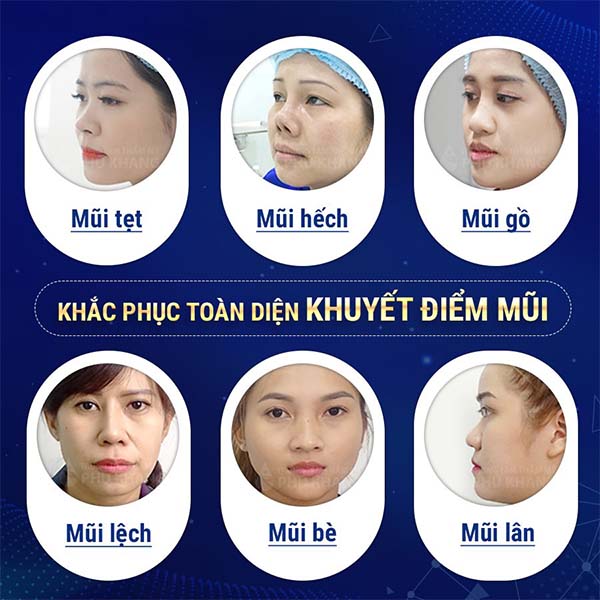 Mũi tẹt
Mũi hếch
Mũi gồ
KHẮC PHỤC TOÀN DIỆN KHUYẾT ĐIỂM MŨI
Mũi lệch
Mũi bè
Mũi lân